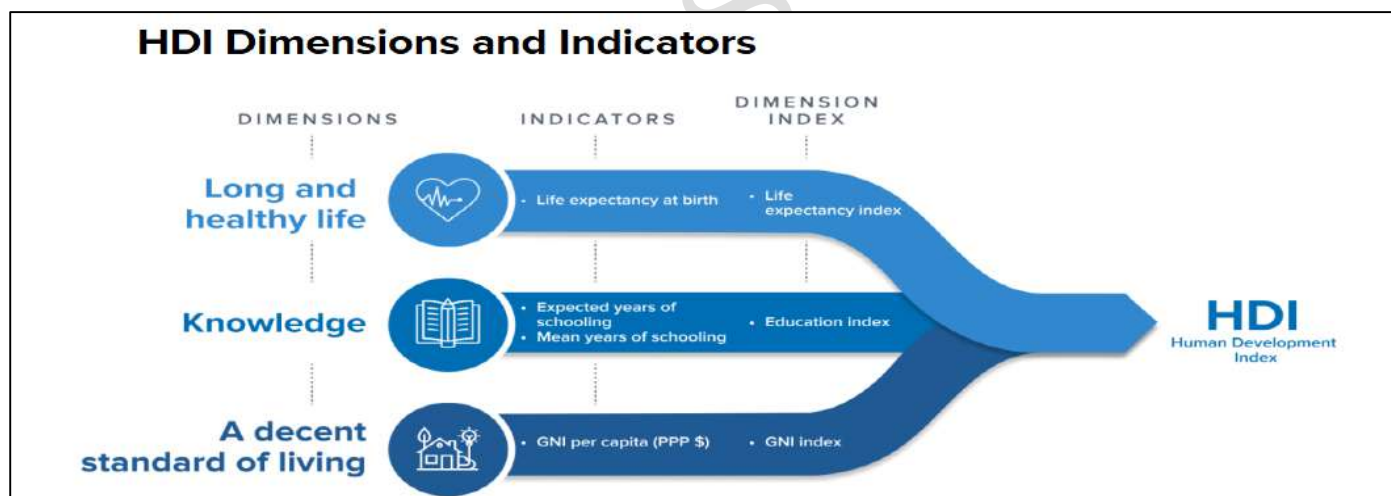 HDI Dimensions and Indicators
DIMENSIONS
INDICATORS
DIMENSION
INDEX
Long and
healthy life
• Life expectancy at birth
• Life
expectancy index
Knowledge
• Expected years of
schooling
• Mean years of schooling
• Education index
HDI
Human Development
Index
A decent
standard of living
• GNI per capita (PPP $)
• GNI index